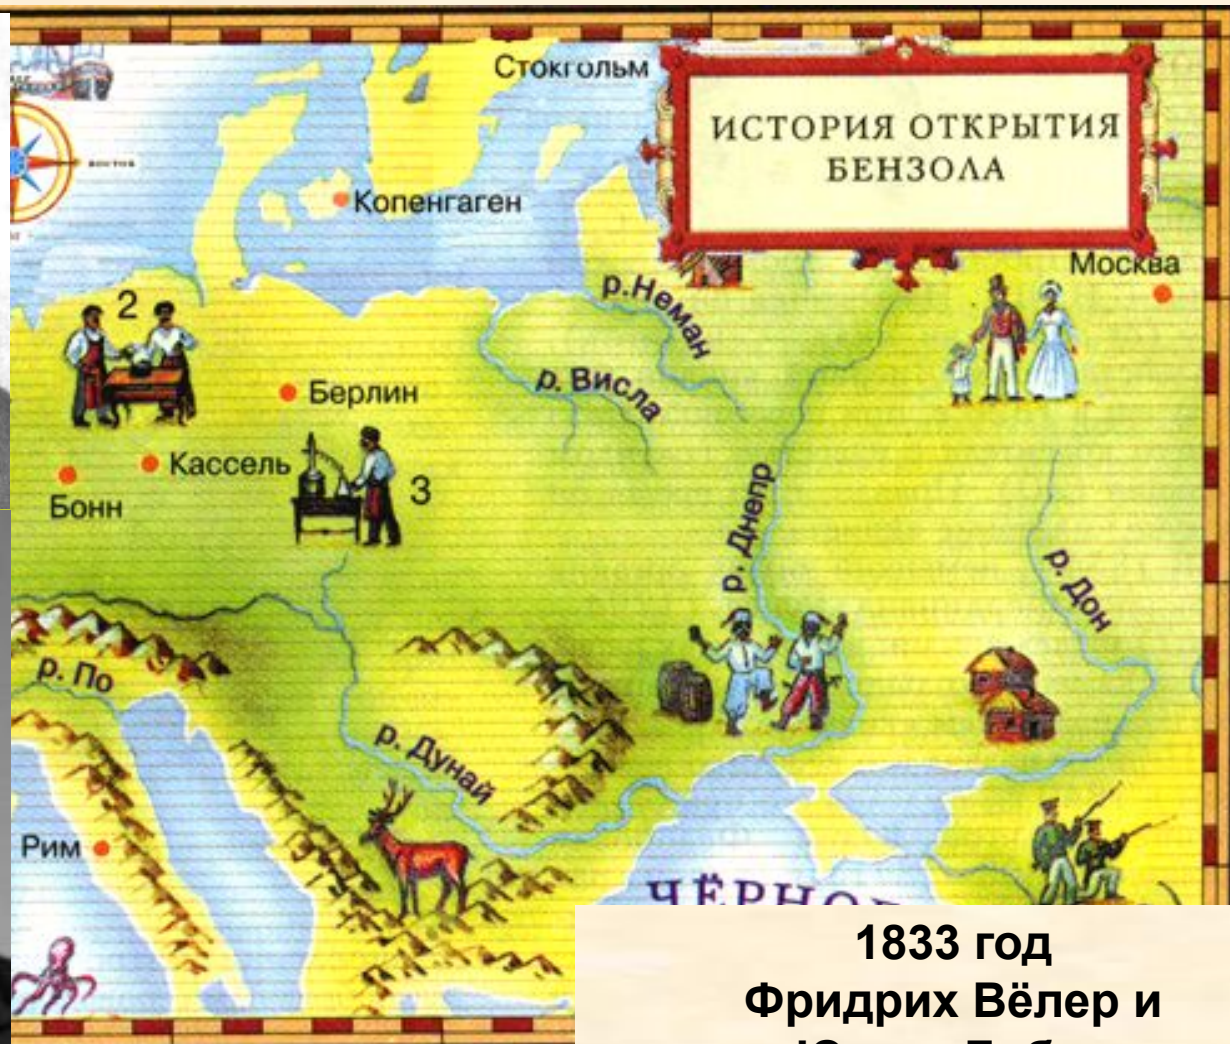 Стокгольм
ИСТОРИЯ ОТКРЫТИЯ
БЕНЗОЛА
ВОСТОК
Копенгаген
Москва
р.Неман
2
Берлин
р. Висла
Кассель
3
Бонн
р. Днепр
р. Дон
р. По
р. Дунай
Рим
1833 год
Фридрих Вёлер и